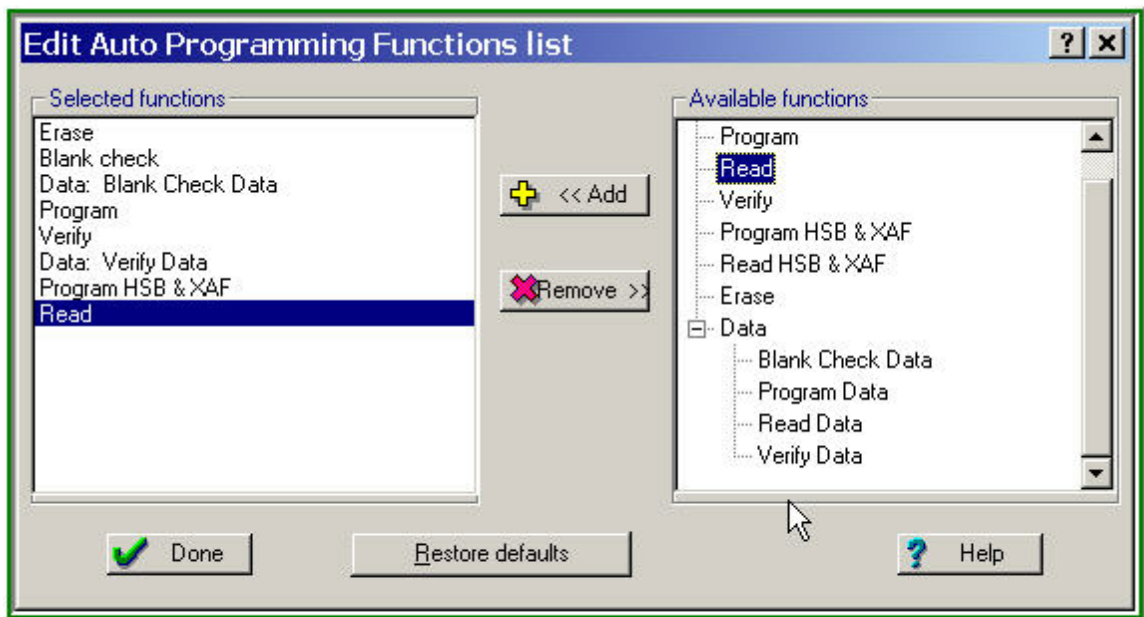 Edit Auto Programming Functions list
Selected functions
Erase
Blank check
Data: Blank Check Data
Program
Verify
Data: Verify Data
Program HSB & XAF
Read
<< Add
Remove >>
Available functions
Program
Read
Verify
Program HSB & XAF
Read HSB & XAF
Erase
Data
Blank Check Data
Program Data
Read Data
Verify Data
Done
Restore defaults
Help